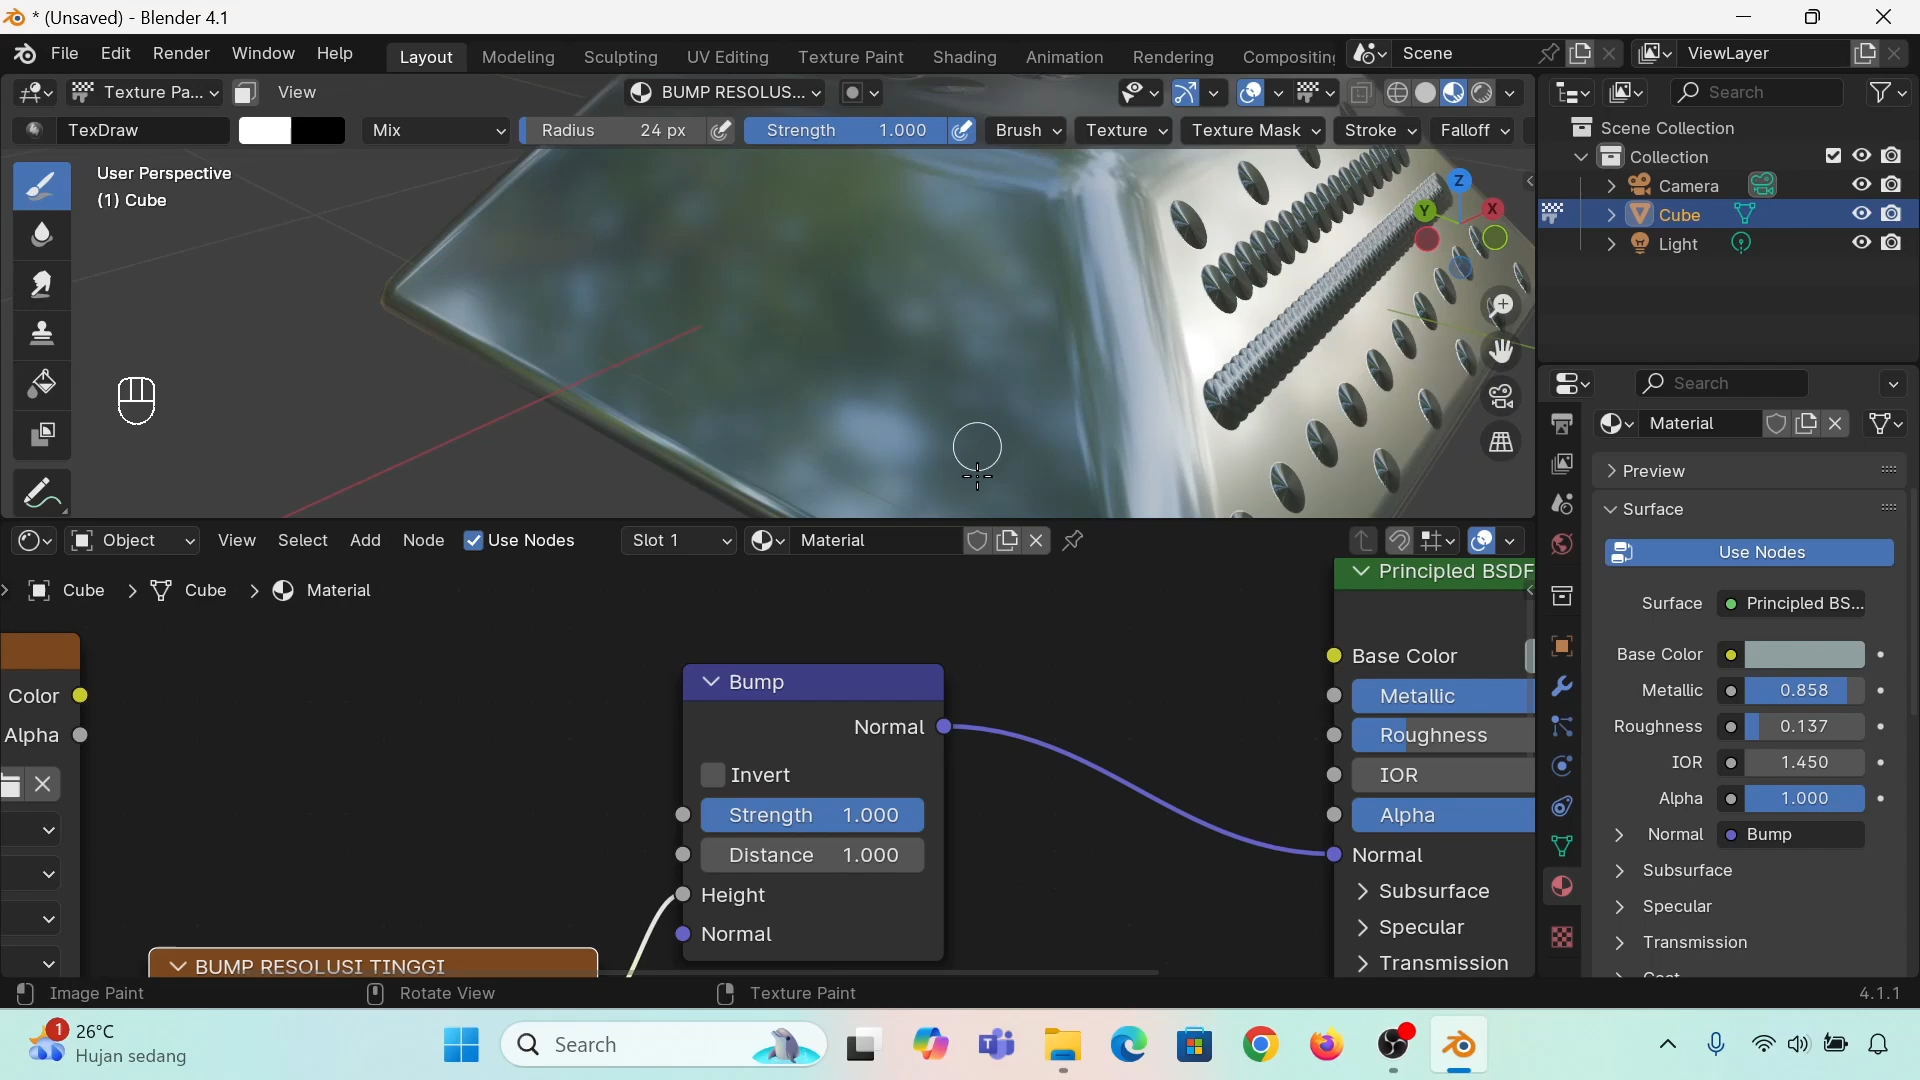 * (Unsaved) - Blender 4.1
File Edit Render Window Help
Layout Modeling Sculpting UV Editing Texture Paint Shading Animation Rendering Compositing
Scene
ViewLayer
Texture Pa...
View
BUMP RESOLUS...
Search
TexDraw
Mix
Radius 24 px
Strength 1.000
Brush
Texture
Texture Mask
Stroke
Falloff
Scene Collection
Collection
Camera
Cube
Light
User Perspective
(1) Cube
Z
Y
X
Search
Material
Preview
Surface
Use Nodes
Surface Principled BS...
Base Color
Metallic 0.858
Roughness 0.137
IOR 1.450
Alpha 1.000
Normal Bump
Subsurface
Specular
Transmission
Object
View Select Add Node Use Nodes
Slot 1
Material
Cube Cube Material
Color
Alpha
Bump
Normal
Invert
Strength 1.000
Distance 1.000
Height
Normal
BUMP RESOLUSI TINGGI
Principled BSDF
Base Color
Metallic
Roughness
IOR
Alpha
Normal
Subsurface
Specular
Transmission
Image Paint
Rotate View
Texture Paint
4.1.1
1
26°C
Hujan sedang
Search